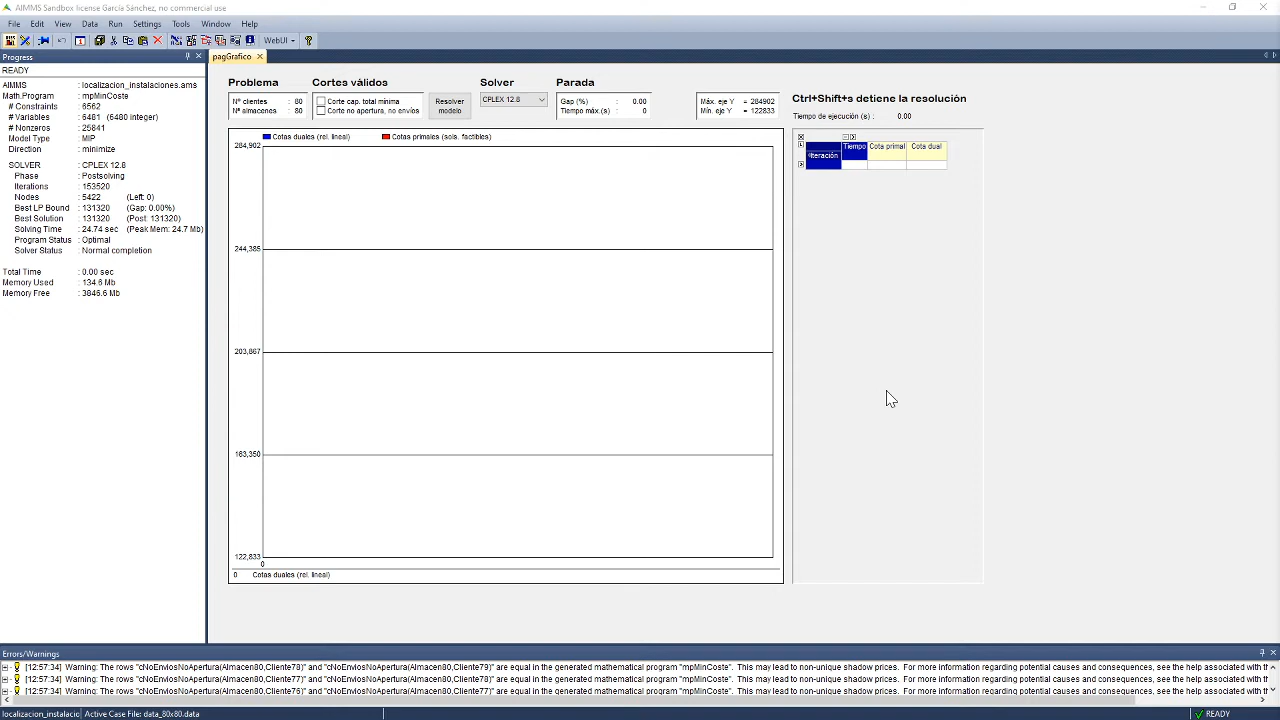 AIMMS Sandbox license García Sánchez, no commercial use
File Edit View Data Run Settings Tools Window Help
WebUI
Progress
READY
AIMMS : localizacion_instalaciones.ams
Math.Program : mpMinCoste
# Constraints : 6562
# Variables : 6481 (6480 integer)
# Nonzeros : 25841
Model Type : MIP
Direction : minimize
SOLVER : CPLEX 12.8
Phase : Postsolving
Iterations : 153520
Nodes : 5422 (Left: 0)
Best LP Bound : 131320 (Gap: 0.00%)
Best Solution : 131320 (Post: 131320)
Solving Time : 24.74 sec (Peak Mem: 24.7 Mb)
Program Status : Optimal
Solver Status : Normal completion
Total Time : 0.00 sec
Memory Used : 134.6 Mb
Memory Free : 3846.6 Mb
pagGrafico
Problema
Nº clientes : 80
Nº almacenes : 80
Cortes válidos
Corte cap. total mínima
Corte no apertura, no envíos
Resolver
modelo
Solver
CPLEX 12.8
Parada
Gap (%) : 0.00
Tiempo máx.(s) : 0
Máx. eje Y = 284902
Mín. eje Y = 122833
Ctrl+Shift+s detiene la resolución
Tiempo de ejecución (s) : 0.00
Cotas duales (rel. lineal) Cotas primales (sols. factibles)
284,902
244,385
203,867
163,350
122,833
0
0 Cotas duales (rel. lineal)
Tiempo Cota primal Cota dual
Iteración
Errors/Warnings
[12:57:34] Warning: The rows "cNoEnviosNoApertura(Almacen80,Cliente78)" and "cNoEnviosNoApertura(Almacen80,Cliente79)" are equal in the generated mathematical program "mpMinCoste". This may lead to non-unique shadow prices. For more information regarding potential causes and consequences, see the help associated with th
[12:57:34] Warning: The rows "cNoEnviosNoApertura(Almacen80,Cliente77)" and "cNoEnviosNoApertura(Almacen80,Cliente78)" are equal in the generated mathematical program "mpMinCoste". This may lead to non-unique shadow prices. For more information regarding potential causes and consequences, see the help associated with th
[12:57:34] Warning: The rows "cNoEnviosNoApertura(Almacen80,Cliente76)" and "cNoEnviosNoApertura(Almacen80,Cliente77)" are equal in the generated mathematical program "mpMinCoste". This may lead to non-unique shadow prices. For more information regarding potential causes and consequences, see the help associated with th
localizacion_instalacio Active Case File: data_80x80.data READY